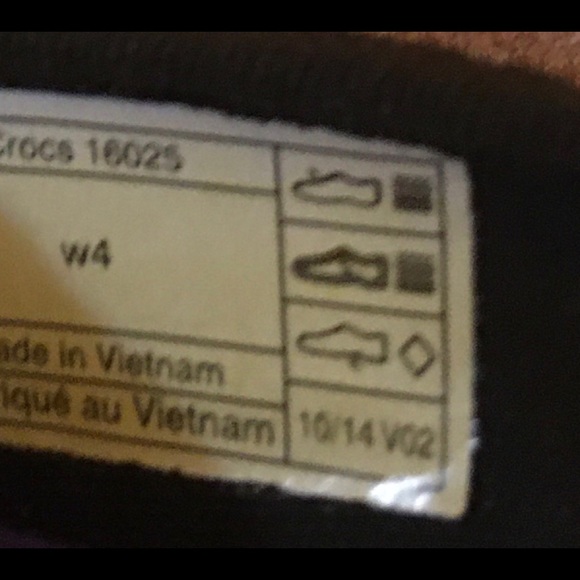 Crocs 16025
w4
ade in Vietnam
iqué au Vietnam
10/14 V02